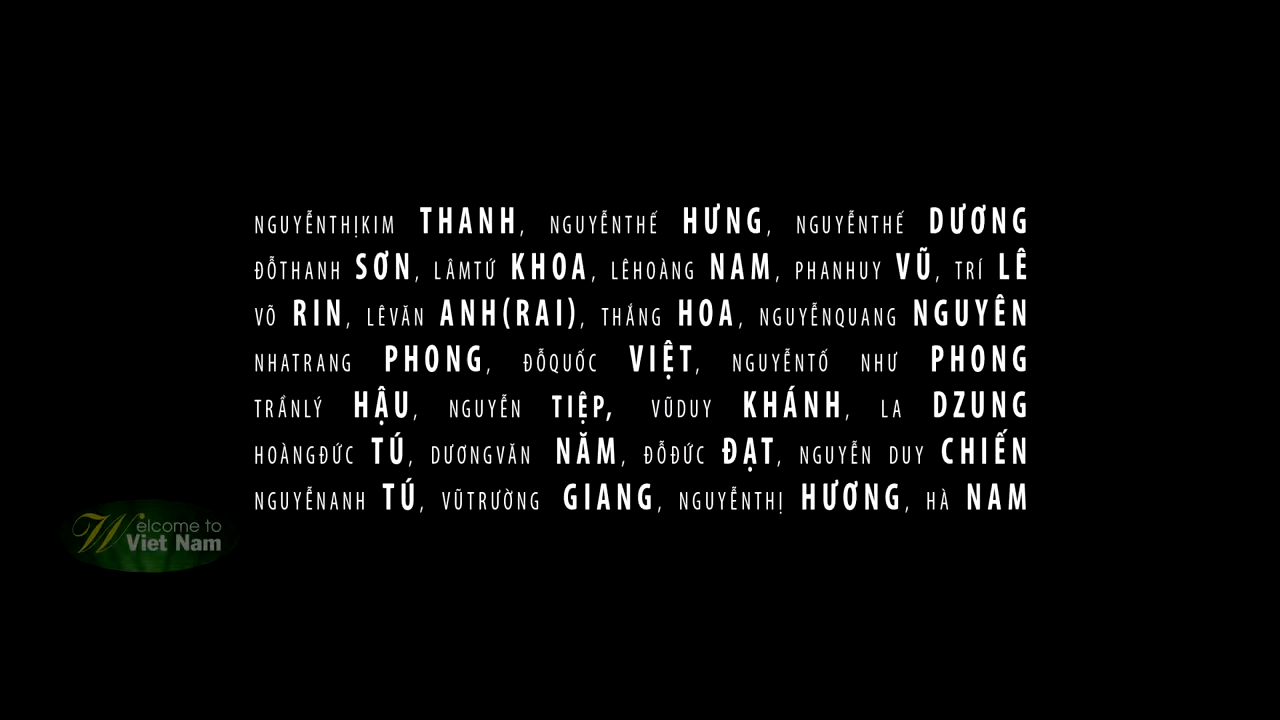 NGUYỄNTHỊKIM THANH, NGUYỄNTHẾ HƯNG, NGUYỄNTHẾ DƯƠNG
ĐỖTHANH SƠN, LÂMTỨ KHOA, LÊHOÀNG NAM, PHANHUY VŨ, TRÍ LÊ
VÕ RIN, LÊVĂN ANH(RAI), THẮNG HOA, NGUYỄNQUANG NGUYÊN
NHATRANG PHONG, ĐỖQUỐC VIỆT, NGUYỄNTỐ NHƯ PHONG
TRẦNLÝ HẬU, NGUYỄN TIỆP, VŨDUY KHÁNH, LA DZUNG
HOÀNGĐỨC TÚ, DƯƠNGVĂN NĂM, ĐỖĐỨC ĐẠT, NGUYỄN DUY CHIẾN
NGUYỄNANH TÚ, VŨTRƯỜNG GIANG, NGUYỄNTHỊ HƯƠNG, HÀ NAM
Welcome to
Viet Nam